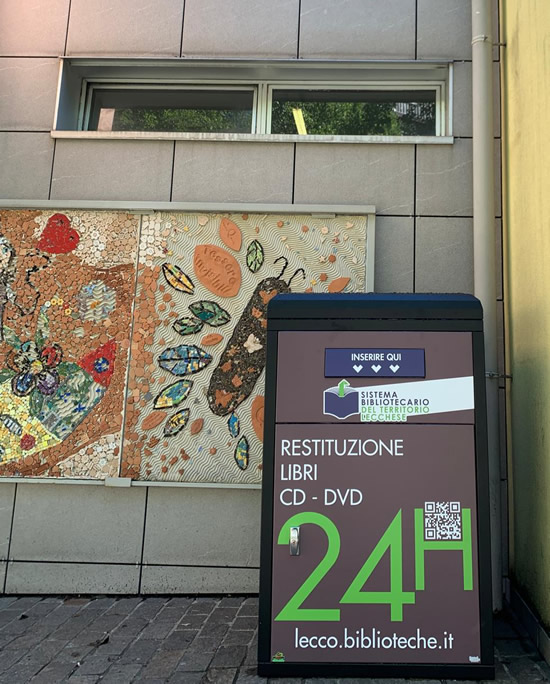 INSERIRE QUI
SISTEMA
BIBLIOTECARIO
DEL TERRITORIO
LECCHESE
RESTITUZIONE
LIBRI
CD - DVD
24H
lecco.biblioteche.it